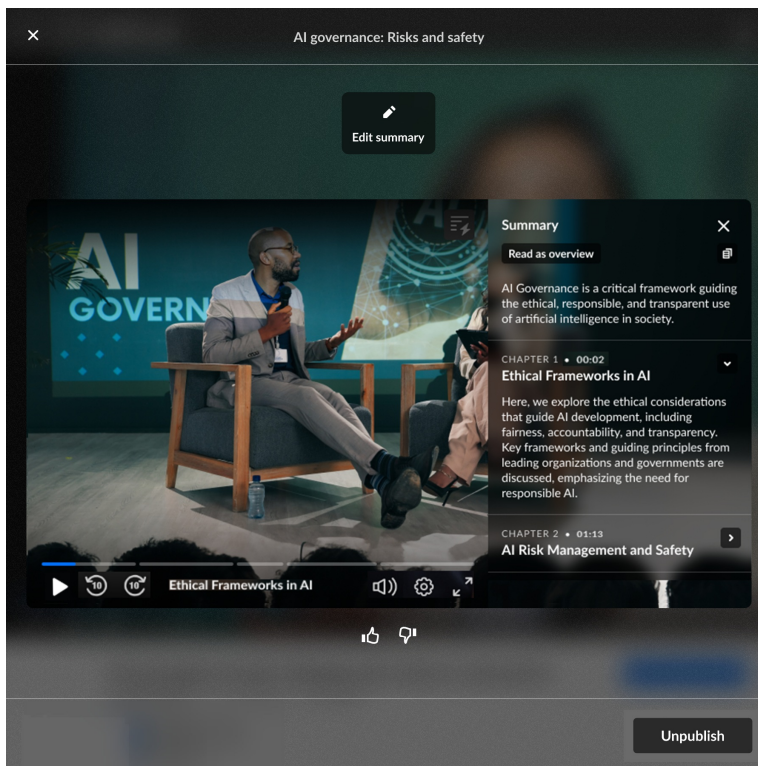 AI governance: Risks and safety
Edit summary
AI
GOVERN
AI
Summary
Read as overview
AI Governance is a critical framework guiding
the ethical, responsible, and transparent use
of artificial intelligence in society.
CHAPTER 1 • 00:02
Ethical Frameworks in AI
Here, we explore the ethical considerations
that guide AI development, including
fairness, accountability, and transparency.
Key frameworks and guiding principles from
leading organizations and governments are
discussed, emphasizing the need for
responsible AI.
CHAPTER 2 • 01:13
AI Risk Management and Safety
10
10
Ethical Frameworks in AI
Unpublish